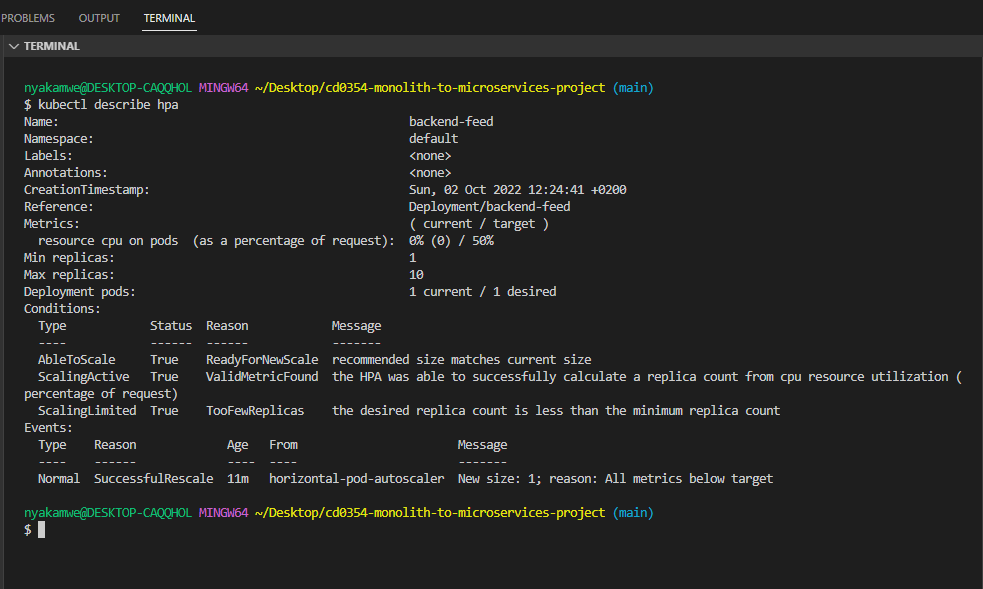 PROBLEMS OUTPUT TERMINAL
TERMINAL
nyakamwe@DESKTOP-CAQQHOL MINGW64 ~/Desktop/cd0354-monolith-to-microservices-project (main)
$ kubectl describe hpa
Name: backend-feed
Namespace: default
Labels: <none>
Annotations: <none>
CreationTimestamp: Sun, 02 Oct 2022 12:24:41 +0200
Reference: Deployment/backend-feed
Metrics: ( current / target )
resource cpu on pods (as a percentage of request): 0% (0) / 50%
Min replicas: 1
Max replicas: 10
Deployment pods: 1 current / 1 desired
Conditions:
Type Status Reason Message
---- ------ ------ -------
AbleToScale True ReadyForNewScale recommended size matches current size
ScalingActive True ValidMetricFound the HPA was able to successfully calculate a replica count from cpu resource utilization (
percentage of request)
ScalingLimited True TooFewReplicas the desired replica count is less than the minimum replica count
Events:
Type Reason Age From Message
---- ------ ---- ---- -------
Normal SuccessfulRescale 11m horizontal-pod-autoscaler New size: 1; reason: All metrics below target
nyakamwe@DESKTOP-CAQQHOL MINGW64 ~/Desktop/cd0354-monolith-to-microservices-project (main)
$